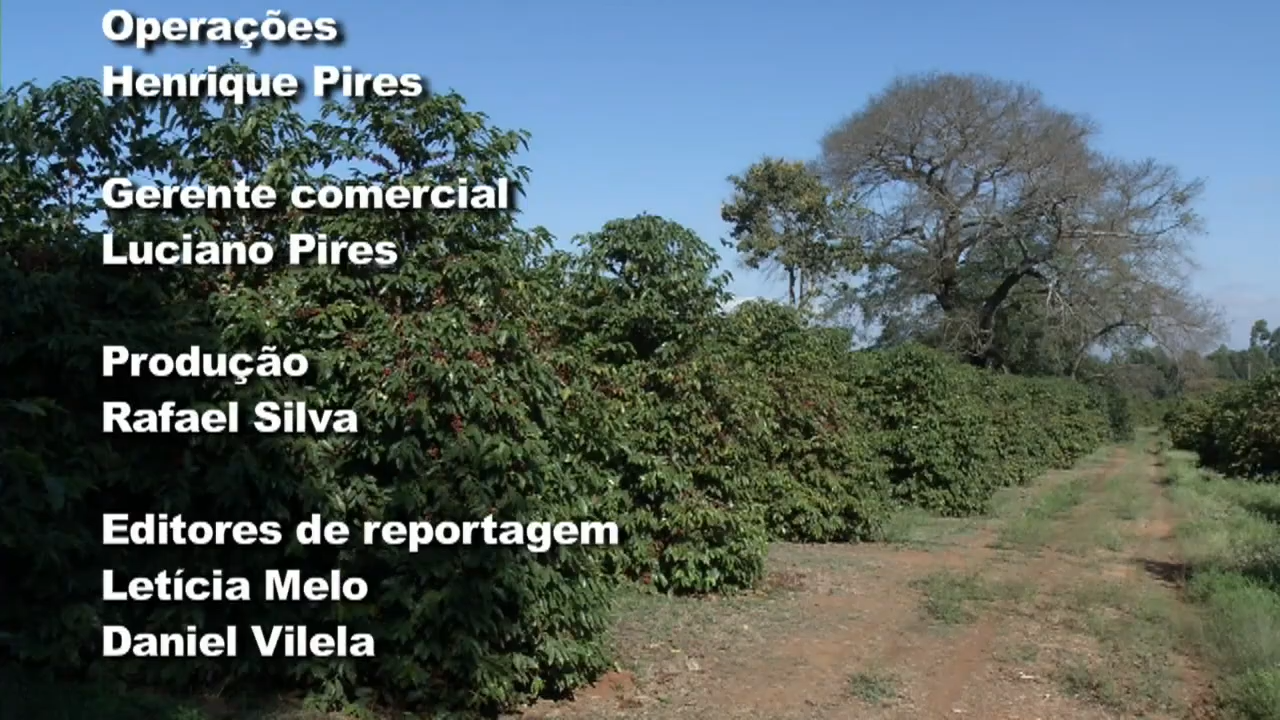 Operações
Henrique Pires
Gerente comercial
Luciano Pires
Produção
Rafael Silva
Editores de reportagem
Letícia Melo
Daniel Vilela